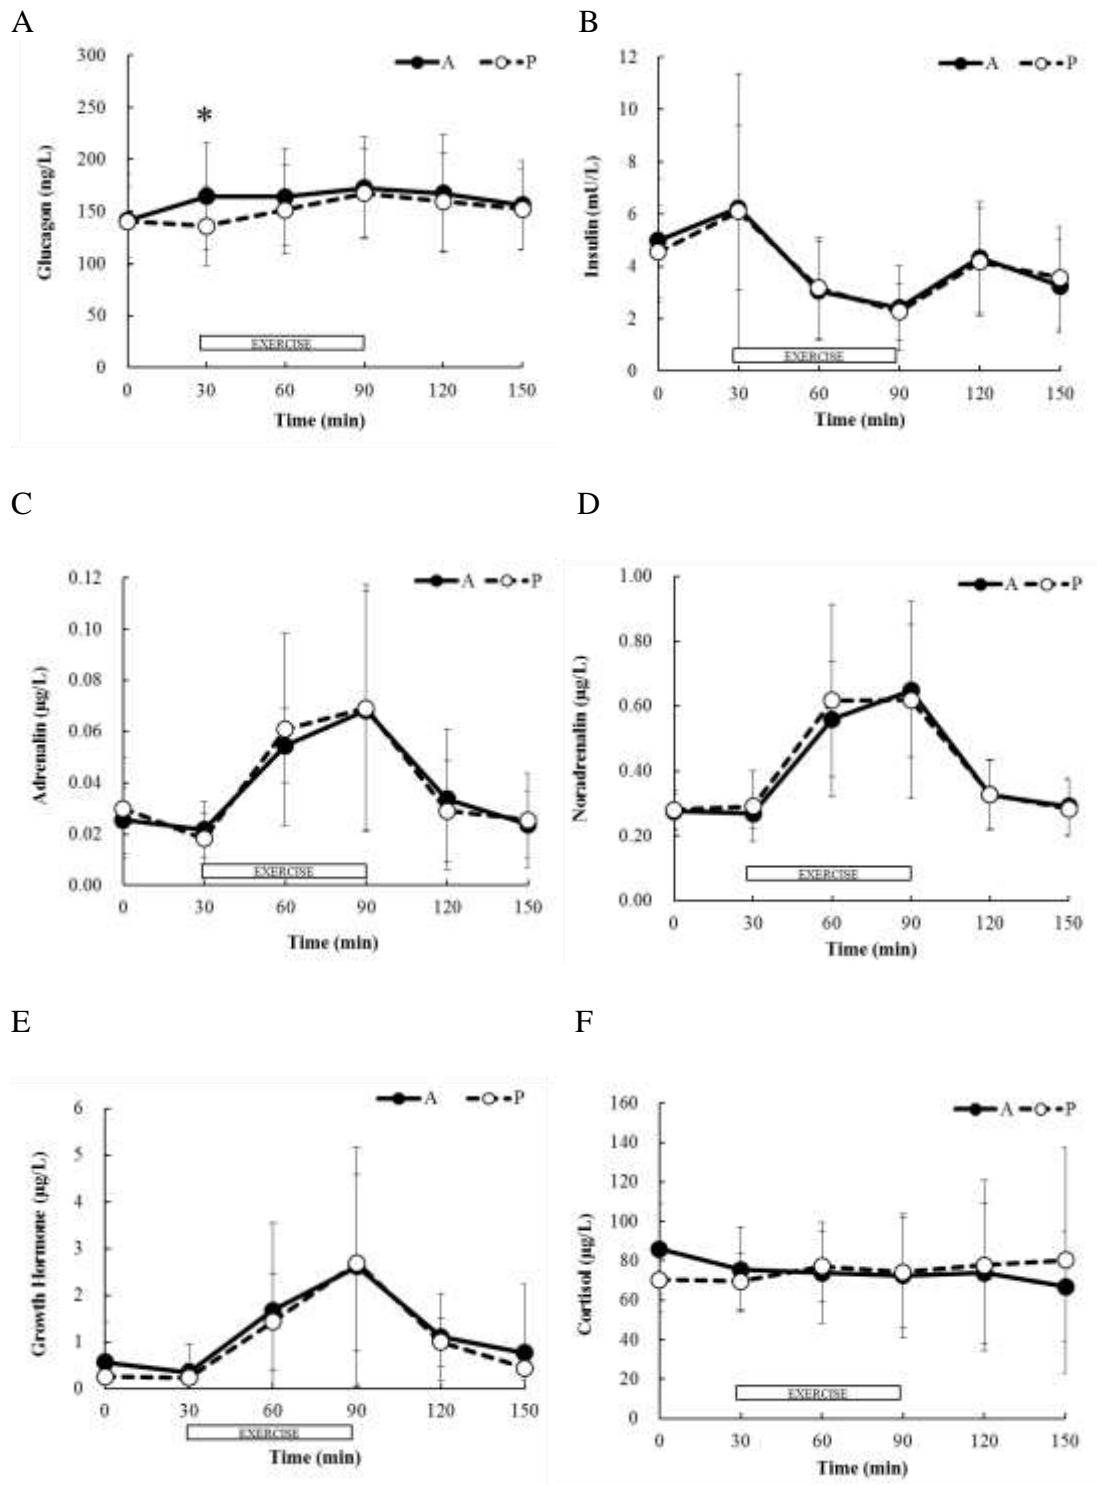 A
300
250
200
150
100
50
0
Glucagon (ng/L)
A P
*
EXERCISE
0 30 60 90 120 150
Time (min)
B
12
10
8
6
4
2
0
Insulin (mU/L)
A P
EXERCISE
0 30 60 90 120 150
Time (min)
C
0.12
0.10
0.08
0.06
0.04
0.02
0.00
Adrenalin (µg/L)
A P
EXERCISE
0 30 60 90 120 150
Time (min)
D
1.00
0.80
0.60
0.40
0.20
0.00
Noradrenalin (µg/L)
A P
EXERCISE
0 30 60 90 120 150
Time (min)
E
6
5
4
3
2
1
0
Growth Hormone (µg/L)
A P
0 30 60 90 120 150
EXERCISE
Time (min)
F
160
140
120
100
80
60
40
20
0
Cortisol (µg/L)
A P
EXERCISE
0 30 60 90 120 150
Time (min)